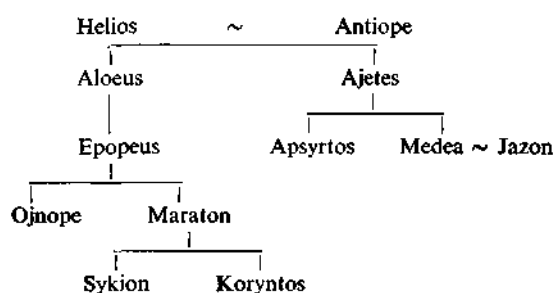 Helios ~ Antiope
Aloeus Ajetes
Epopeus Apsyrtos Medea ~ Jazon
Ojnope Maraton
Sykion Koryntos